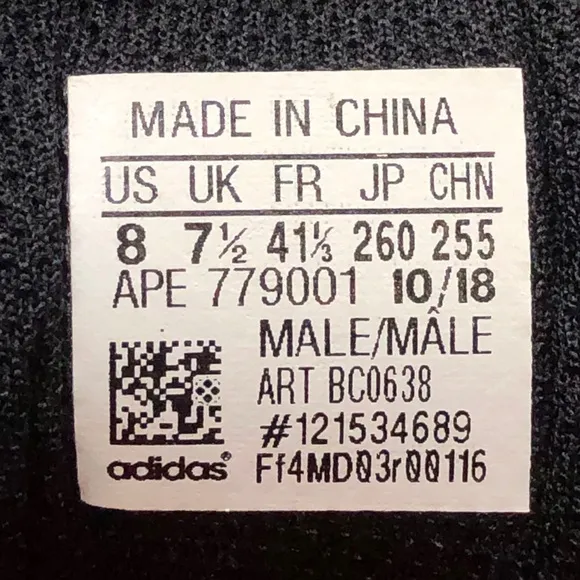 MADE IN CHINA
US UK FR JP CHN
8 7½ 41⅓ 260 255
APE 779001 10/18
MALE/MÂLE
ART BC0638
#121534689
adidas® Ff4MD03r00116